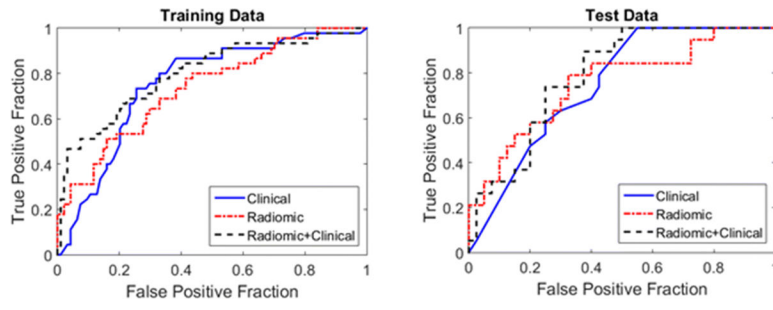 Training Data
True Positive Fraction
1
0.8
0.6
0.4
0.2
0
Clinical
Radiomic
Radiomic+Clinical
0 0.2 0.4 0.6 0.8 1
False Positive Fraction
Test Data
True Positive Fraction
1
0.8
0.6
0.4
0.2
0
Clinical
Radiomic
Radiomic+Clinical
0 0.2 0.4 0.6 0.8
False Positive Fraction